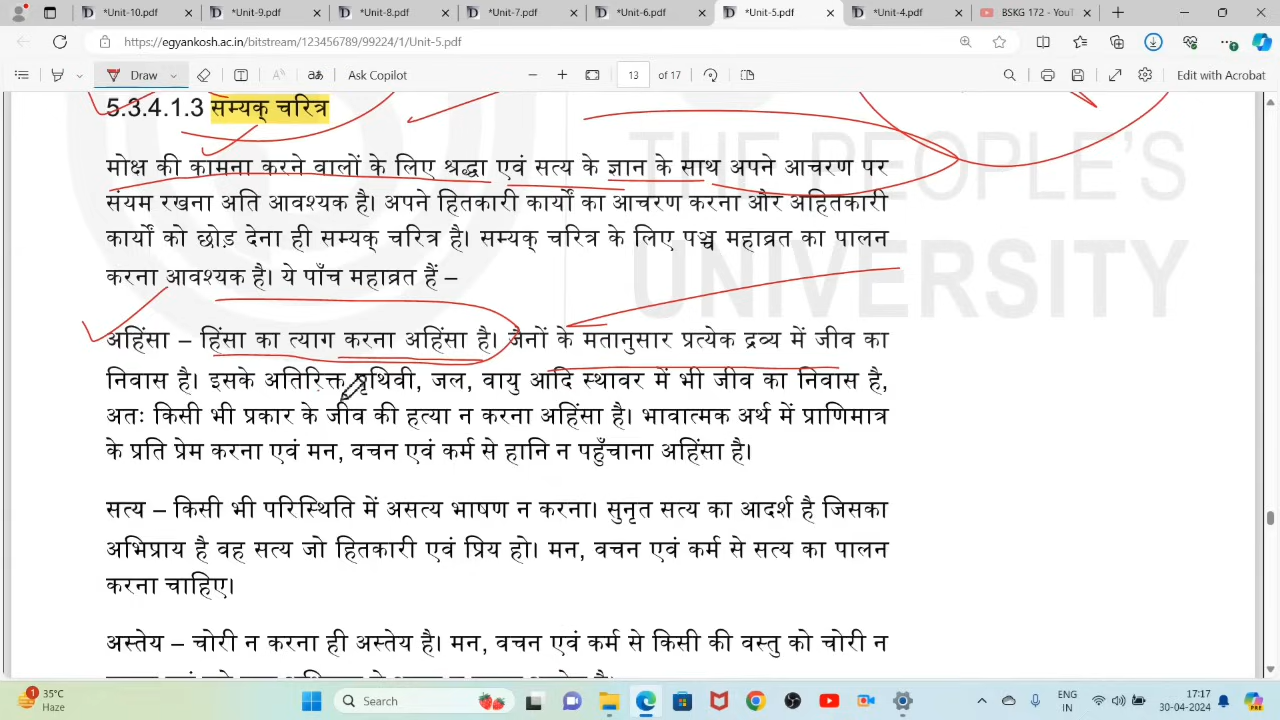 Unit-10.pdf
Unit-9.pdf
Unit-8.pdf
Unit-7.pdf
Unit-6.pdf
Unit-5.pdf
Unit-4.pdf
BSKG 172 - You
https://egyankosh.ac.in/bitstream/123456789/99224/1/Unit-5.pdf
Draw
Ask Copilot
13 of 17
Edit with Acrobat
5.3.4.1.3 सम्यक् चरित्र
मोक्ष की कामना करने वालों के लिए श्रद्धा एवं सत्य के ज्ञान के साथ अपने आचरण पर
संयम रखना अति आवश्यक है। अपने हितकारी कार्यों का आचरण करना और अहितकारी
कार्यों को छोड़ देना ही सम्यक् चरित्र है। सम्यक् चरित्र के लिए पञ्च महाव्रत का पालन
करना आवश्यक है। ये पाँच महाव्रत हैं –
अहिंसा – हिंसा का त्याग करना अहिंसा है। जैनों के मतानुसार प्रत्येक द्रव्य में जीव का
निवास है। इसके अतिरिक्त पृथिवी, जल, वायु आदि स्थावर में भी जीव का निवास है,
अतः किसी भी प्रकार के जीव की हत्या न करना अहिंसा है। भावात्मक अर्थ में प्राणिमात्र
के प्रति प्रेम करना एवं मन, वचन एवं कर्म से हानि न पहुँचाना अहिंसा है।
सत्य – किसी भी परिस्थिति में असत्य भाषण न करना। सुनृत सत्य का आदर्श है जिसका
अभिप्राय है वह सत्य जो हितकारी एवं प्रिय हो। मन, वचन एवं कर्म से सत्य का पालन
करना चाहिए।
अस्तेय – चोरी न करना ही अस्तेय है। मन, वचन एवं कर्म से किसी की वस्तु को चोरी न
THE PEOPLE'S
UNIVERSITY
35°C
Haze
Search
ENG
IN
17:17
30-04-2024